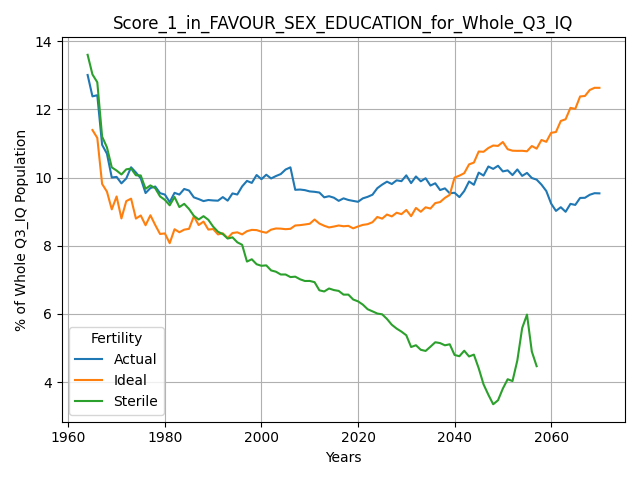 Score_1_in_FAVOUR_SEX_EDUCATION_for_Whole_Q3_IQ
% of Whole Q3_IQ Population
14
12
10
8
6
4
Fertility
Actual
Ideal
Sterile
1960 1980 2000 2020 2040 2060
Years